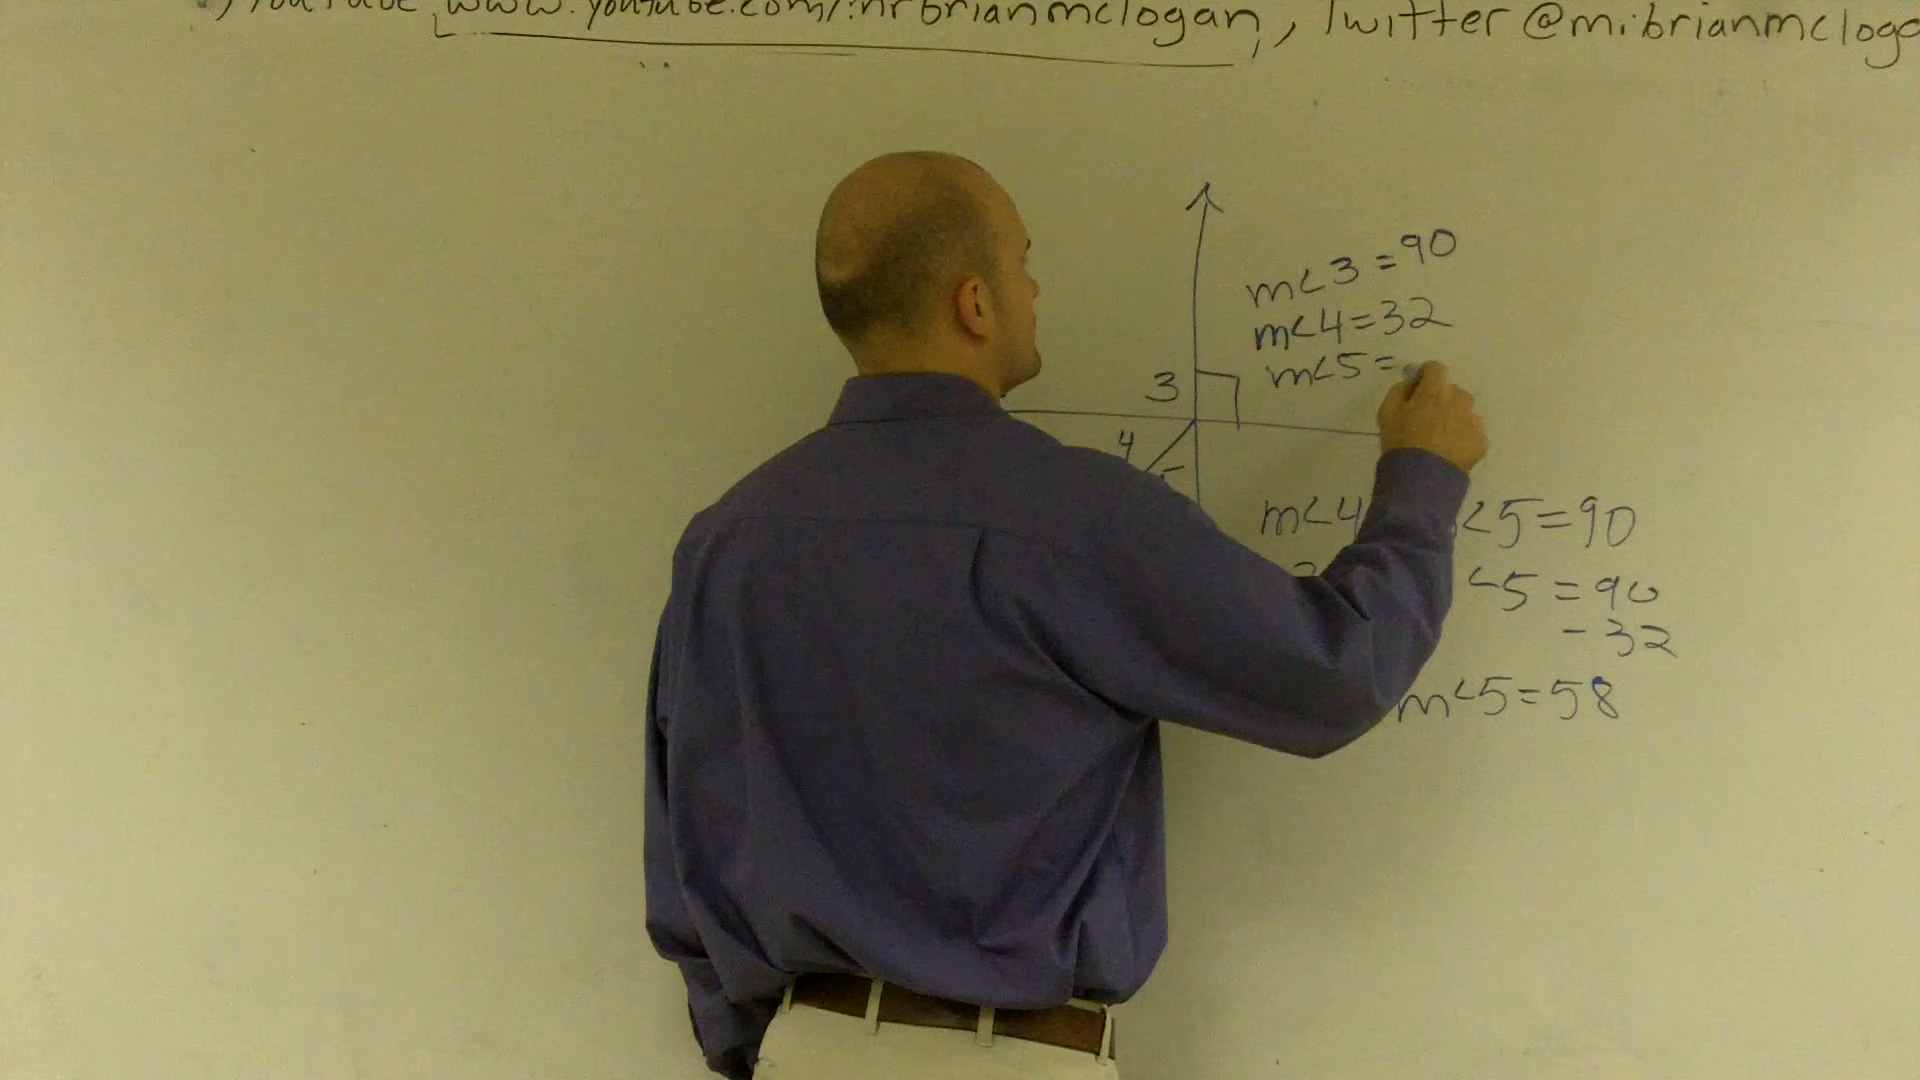 YouTube www.youtube.com/mrbrianmclogan, Twitter @mrbrianmcloga
m<3 = 90
m<4 = 32
m<5 =
3
4
5
m<4 <5 = 90
<5 = 90
- 32
m<5 = 58